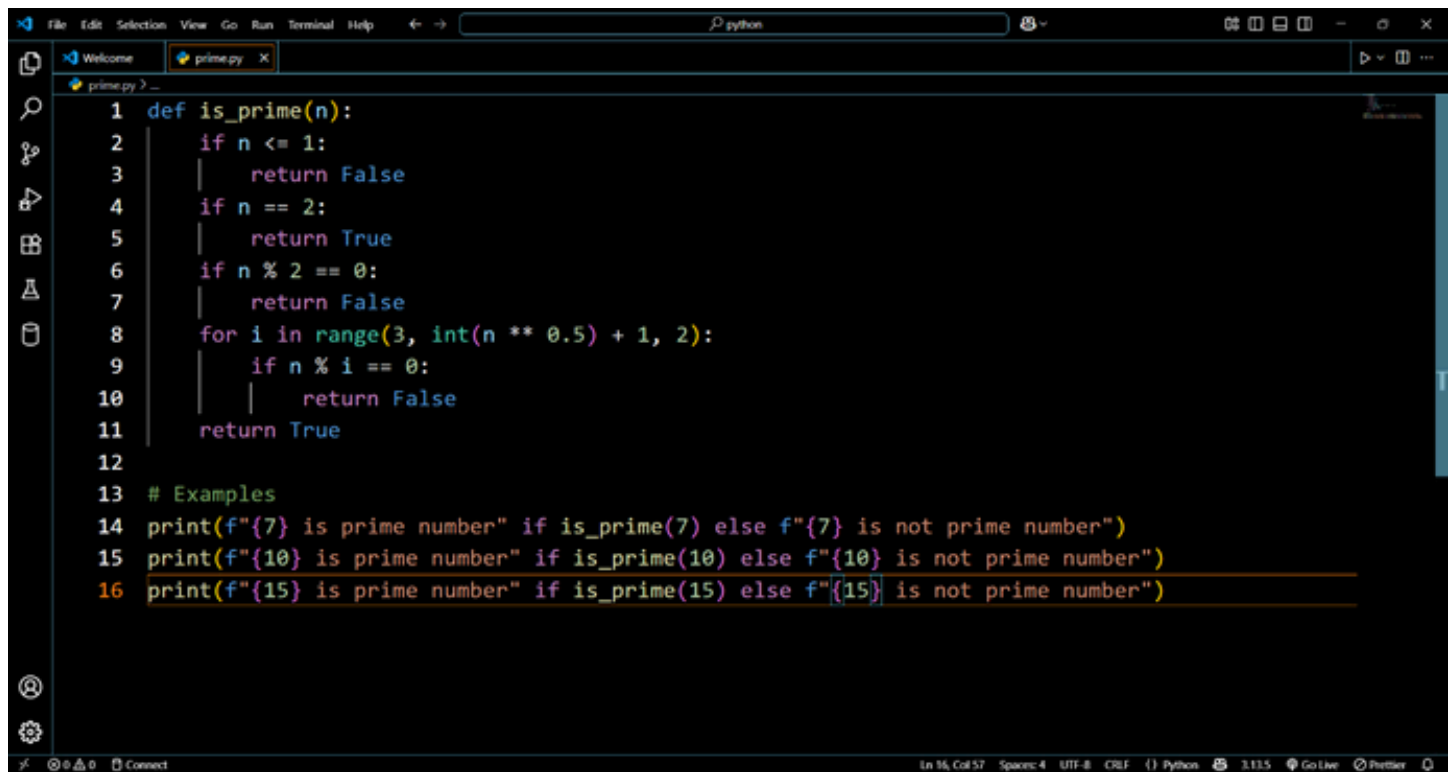 File Edit Selection View Go Run Terminal Help python
Welcome prime.py
prime.py > ...
1 def is_prime(n):
2     if n <= 1:
3         return False
4     if n == 2:
5         return True
6     if n % 2 == 0:
7         return False
8     for i in range(3, int(n ** 0.5) + 1, 2):
9         if n % i == 0:
10             return False
11     return True
12
13 # Examples
14 print(f"{7} is prime number" if is_prime(7) else f"{7} is not prime number")
15 print(f"{10} is prime number" if is_prime(10) else f"{10} is not prime number")
16 print(f"{15} is prime number" if is_prime(15) else f"{15} is not prime number")
0 0 Connect Ln 16, Col 57 Spaces: 4 UTF-8 CRLF {} Python 3.13.5 Go Live Prettier